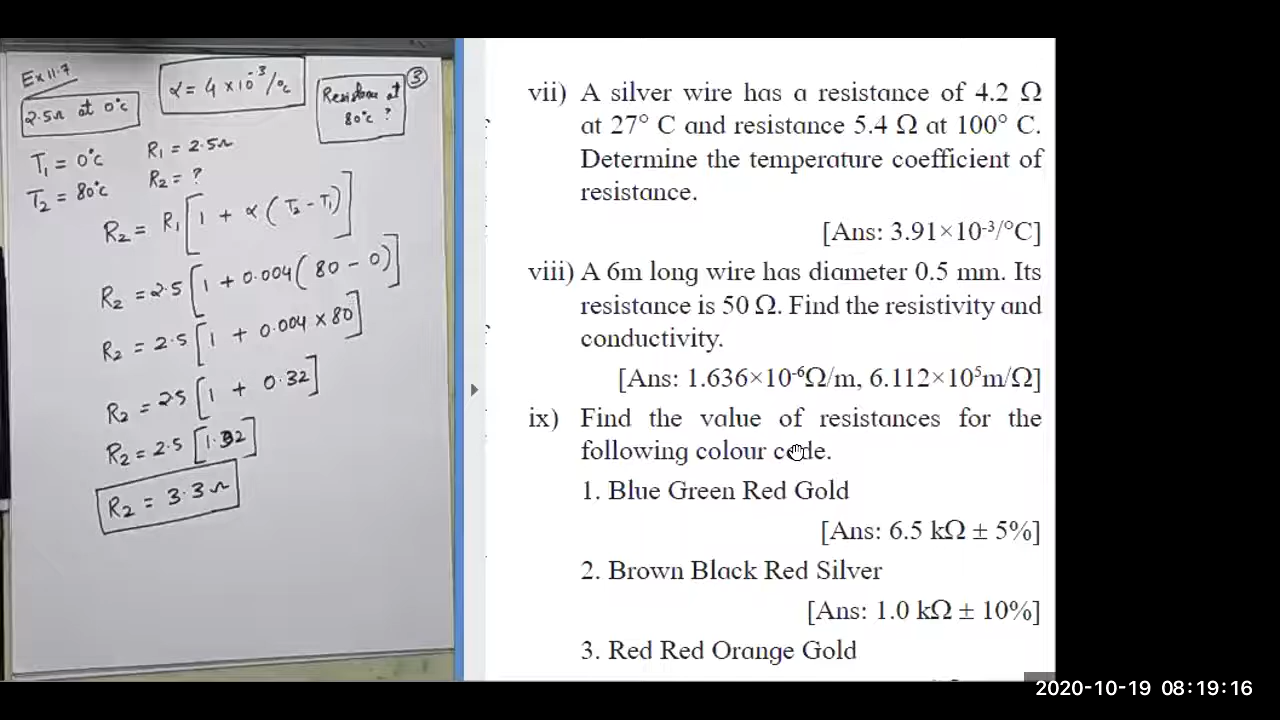 Ex 11.7
2.5Ω at 0°C
α = 4 × 10⁻³/°C
Resistance at
80°C ?
3
T₁ = 0°C R₁ = 2.5Ω
T₂ = 80°C R₂ = ?
R₂ = R₁ [1 + α (T₂ - T₁)]
R₂ = 2.5 [1 + 0.004 (80 - 0)]
R₂ = 2.5 [1 + 0.004 × 80]
R₂ = 2.5 [1 + 0.32]
R₂ = 2.5 [1.32]
R₂ = 3.3Ω
vii) A silver wire has a resistance of 4.2 Ω
at 27° C and resistance 5.4 Ω at 100° C.
Determine the temperature coefficient of
resistance.
[Ans: 3.91×10⁻³/°C]
viii) A 6m long wire has diameter 0.5 mm. Its
resistance is 50 Ω. Find the resistivity and
conductivity.
[Ans: 1.636×10⁻⁶Ω/m, 6.112×10⁵m/Ω]
ix) Find the value of resistances for the
following colour code.
1. Blue Green Red Gold
[Ans: 6.5 kΩ ± 5%]
2. Brown Black Red Silver
[Ans: 1.0 kΩ ± 10%]
3. Red Red Orange Gold
2020-10-19 08:19:16